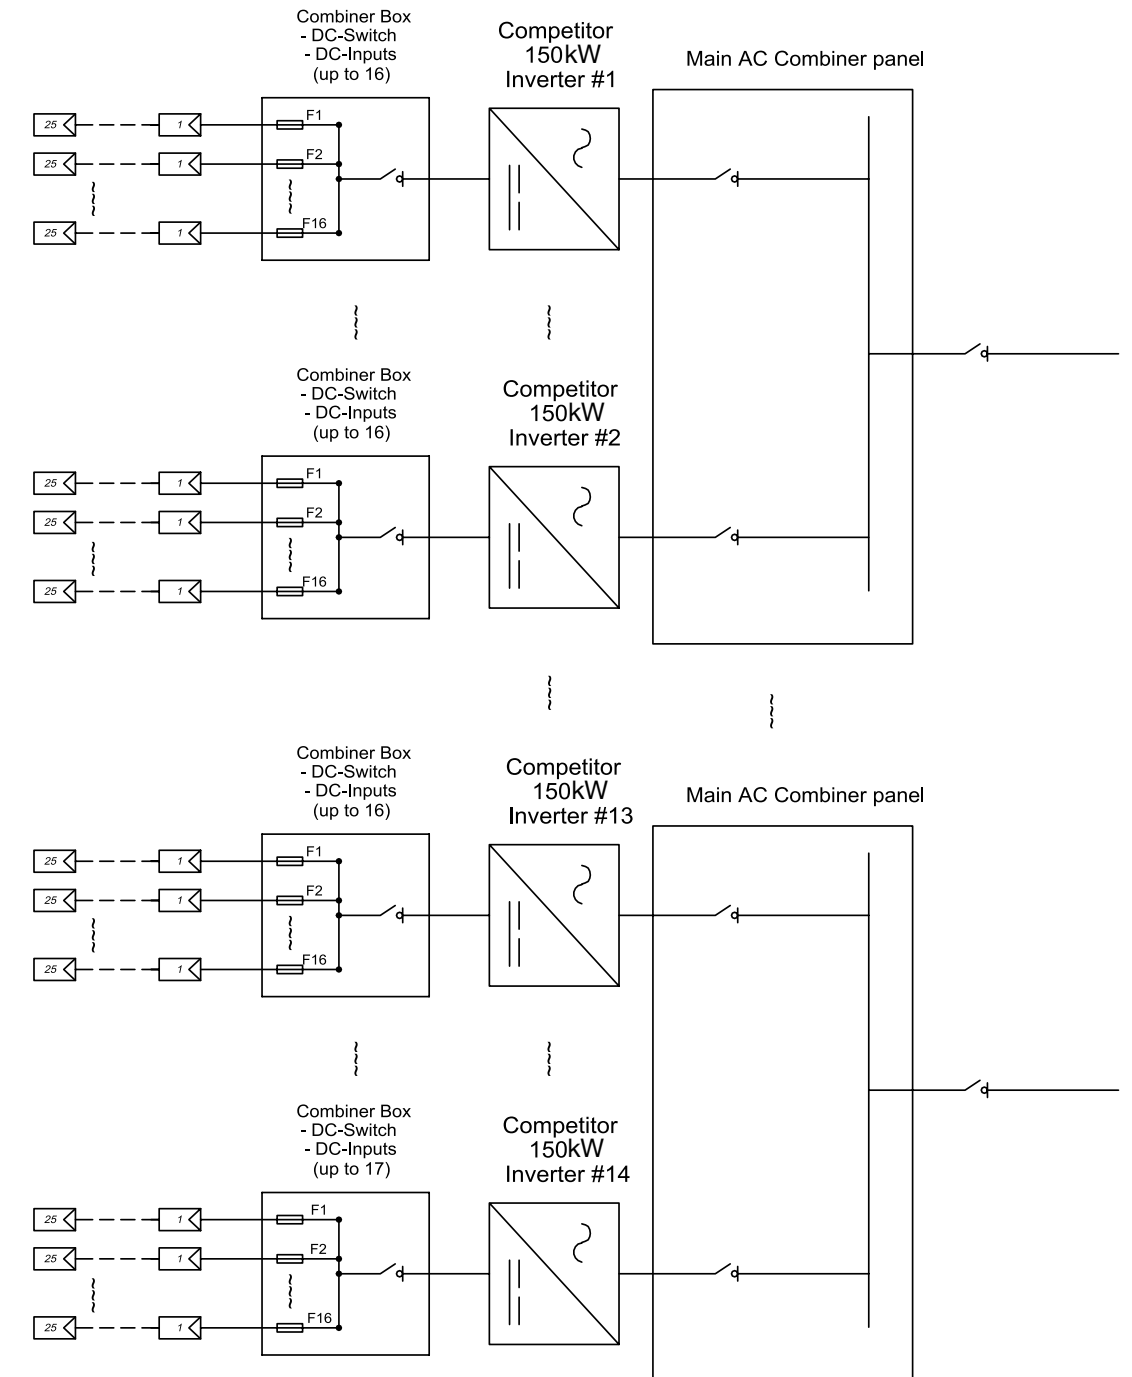 Combiner Box
- DC-Switch
- DC-Inputs
(up to 16)
Competitor
150kW
Inverter #1
Main AC Combiner panel
25 1 F1
25 1 F2
25 1 F16
Combiner Box
- DC-Switch
- DC-Inputs
(up to 16)
Competitor
150kW
Inverter #2
25 1 F1
25 1 F2
25 1 F16
Combiner Box
- DC-Switch
- DC-Inputs
(up to 16)
Competitor
150kW
Inverter #13
Main AC Combiner panel
25 1 F1
25 1 F2
25 1 F16
Combiner Box
- DC-Switch
- DC-Inputs
(up to 17)
Competitor
150kW
Inverter #14
25 1 F1
25 1 F2
25 1 F16